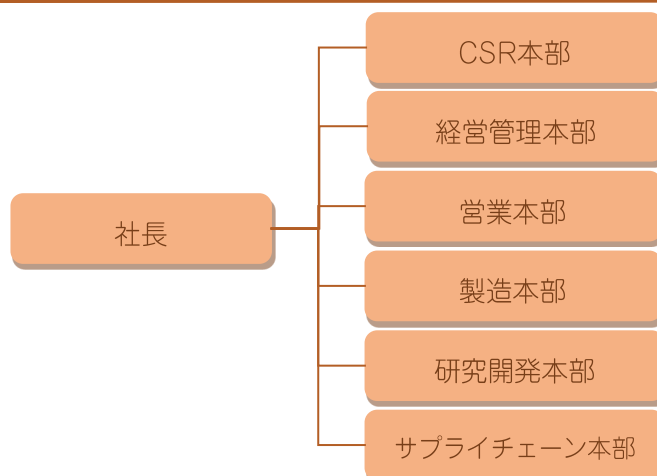 CSR本部
経営管理本部
社長
営業本部
製造本部
研究開発本部
サプライチェーン本部